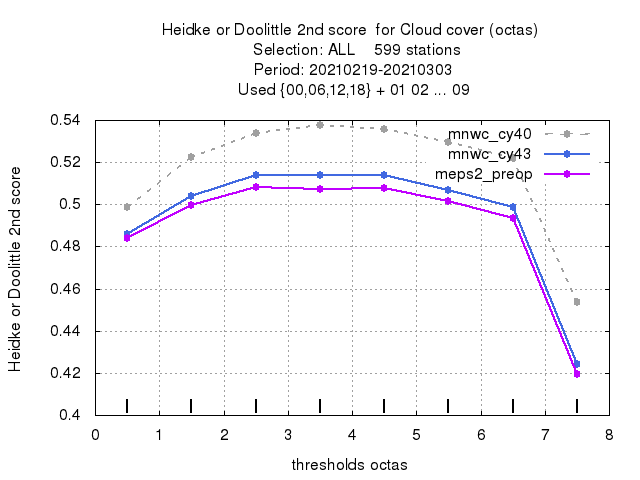 Heidke or Doolittle 2nd score  for Cloud cover (octas)
Selection: ALL    599 stations
Period: 20210219-20210303
Used {00,06,12,18} + 01 02 ... 09
0.54
0.52
0.5
0.48
0.46
0.44
0.42
0.4
Heidke or Doolittle 2nd score
mnwc_cy40
mnwc_cy43
meps2_preop
0 1 2 3 4 5 6 7 8
thresholds octas